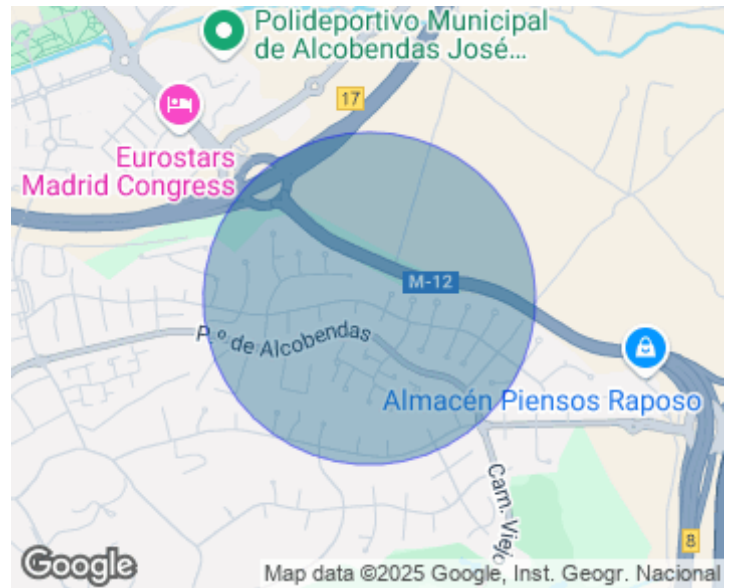 Polideportivo Municipal
de Alcobendas José...
17
Eurostars
Madrid Congress
M-12
P.º de Alcobendas
Almacén Piensos Raposo
Cam. Viejo
8
Google
Map data ©2025 Google, Inst. Geogr. Nacional